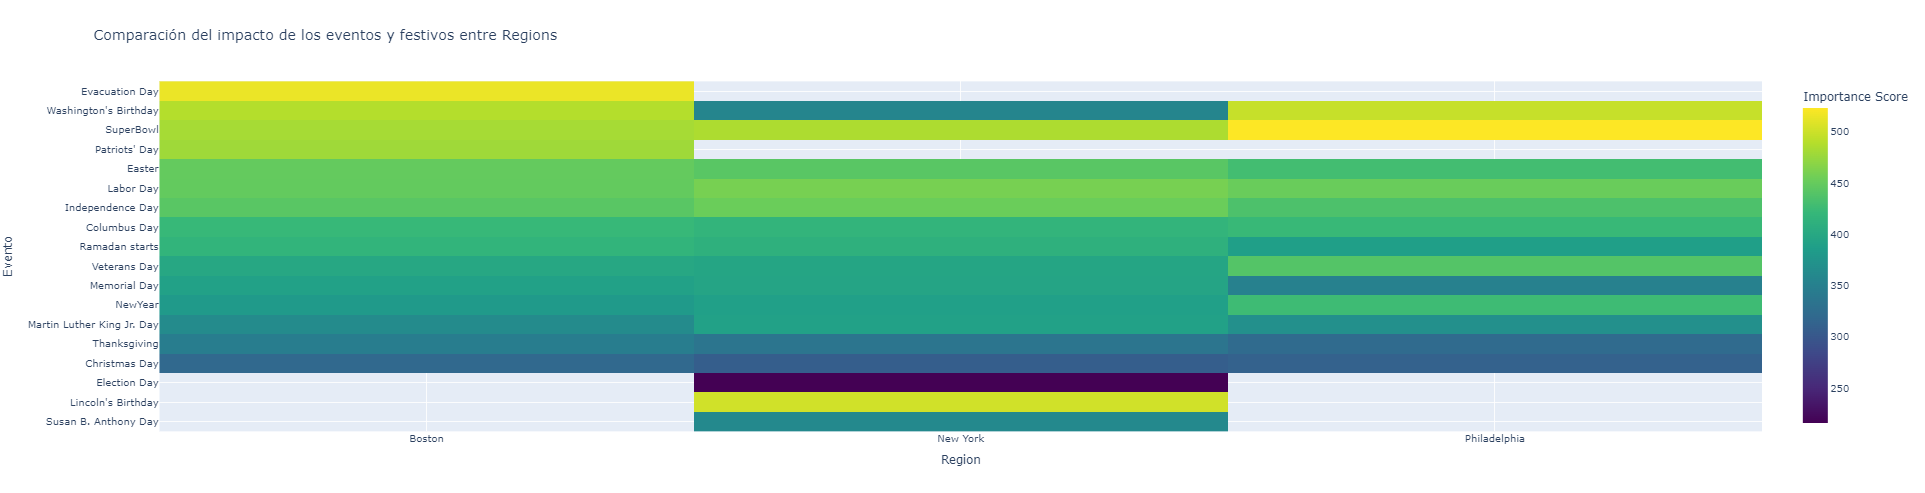 Comparación del impacto de los eventos y festivos entre Regions
Evento
Evacuation Day
Washington's Birthday
SuperBowl
Patriots' Day
Easter
Labor Day
Independence Day
Columbus Day
Ramadan starts
Veterans Day
Memorial Day
NewYear
Martin Luther King Jr. Day
Thanksgiving
Christmas Day
Election Day
Lincoln's Birthday
Susan B. Anthony Day
Boston
New York
Philadelphia
Region
Importance Score
500
450
400
350
300
250